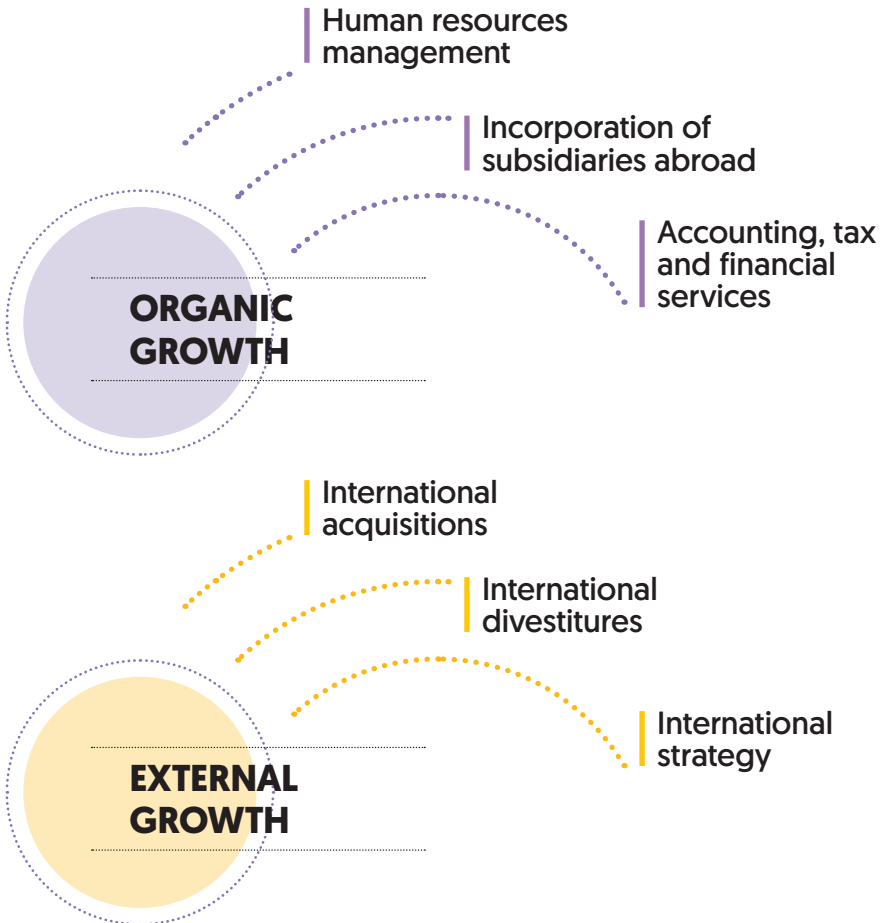 Human resources
management
Incorporation of
subsidiaries abroad
Accounting, tax
and financial
services
ORGANIC
GROWTH
International
acquisitions
International
divestitures
International
strategy
EXTERNAL
GROWTH